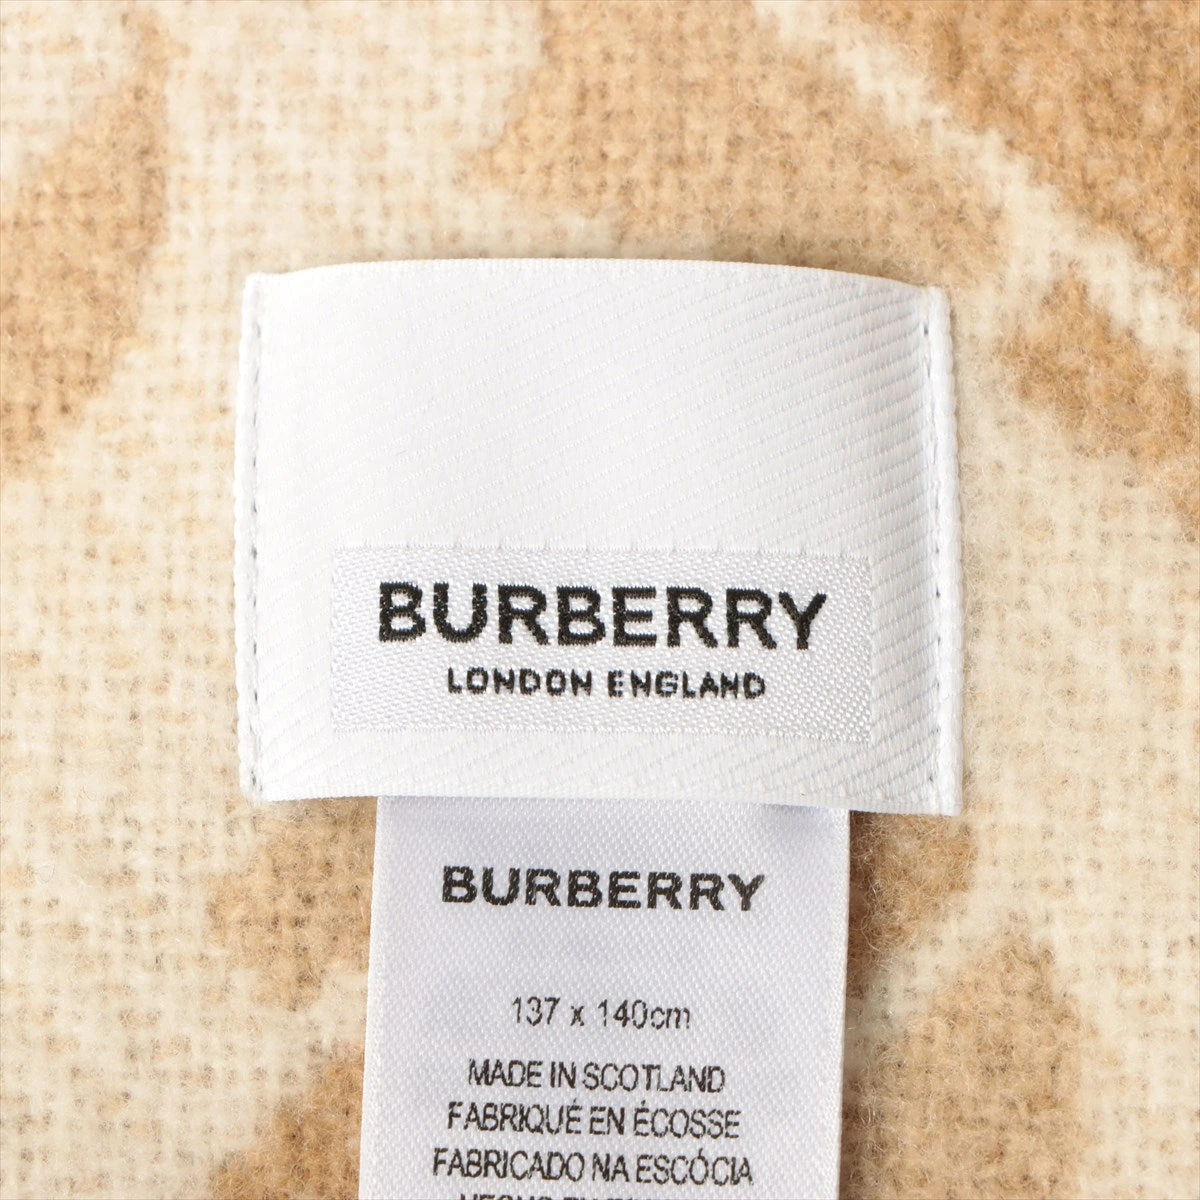 BURBERRY
LONDON ENGLAND
BURBERRY
137 x 140cm
MADE IN SCOTLAND
FABRIQUÉ EN ÉCOSSE
FABRICADO NA ESCÓCIA